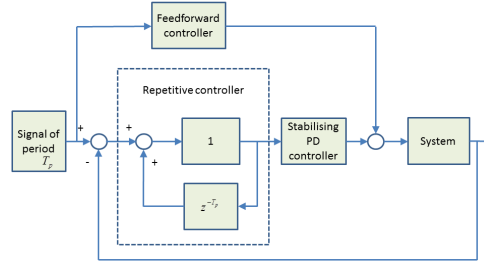 Feedforward
controller
Repetitive controller
Signal of
period
T_p
+
-
+
+
1
z^{-T_p}
Stabilising
PD
controller
System